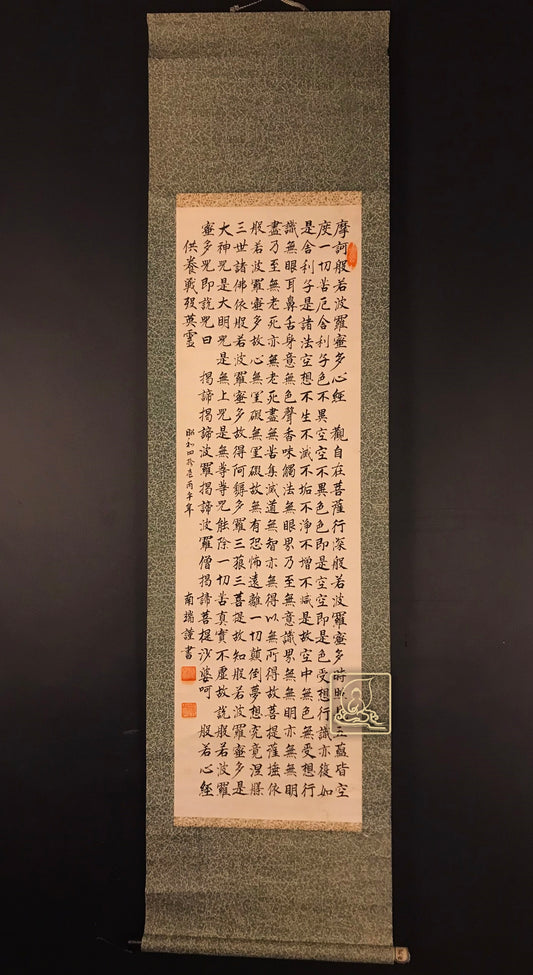 摩訶般若波羅蜜多心經 觀自在菩薩行深般若波羅蜜多時照五蘊皆空
度一切苦厄舍利子色不異空空不異色色即是空空即是色受想行識亦復如
是舍利子是諸法空想不生不滅不垢不淨不增不減是故空中無色無受想行
識無眼耳鼻舌身意無色聲香味觸法無眼界乃至無意識界無無明亦無無明
盡乃至無老死亦無老死盡無苦集滅道無智亦無得以無所得故菩提薩埵依
般若波羅蜜多故心無罣礙無罣礙故無有恐怖遠離一切顛倒夢想究竟涅槃
三世諸佛依般若波羅蜜多故得阿耨多羅三藐三菩提故知般若波羅蜜多是
大神咒是大明咒是無上咒是無尊尊咒能除一切苦真實不虛故說般若波羅
蜜多咒即說咒曰 揭諦揭諦波羅揭諦波羅僧揭諦菩提沙婆呵 般若心經
供養戰歿英靈
昭和四拾壱丙午年 南瑞謹書